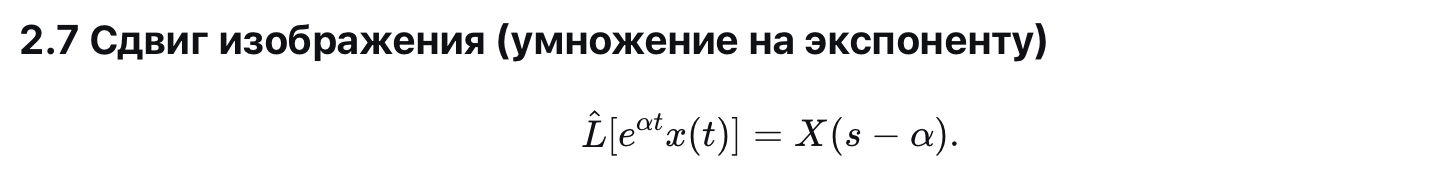 2.7 Сдвиг изображения (умножение на экспоненту)
L̂[e^{αt}x(t)] = X(s − α).